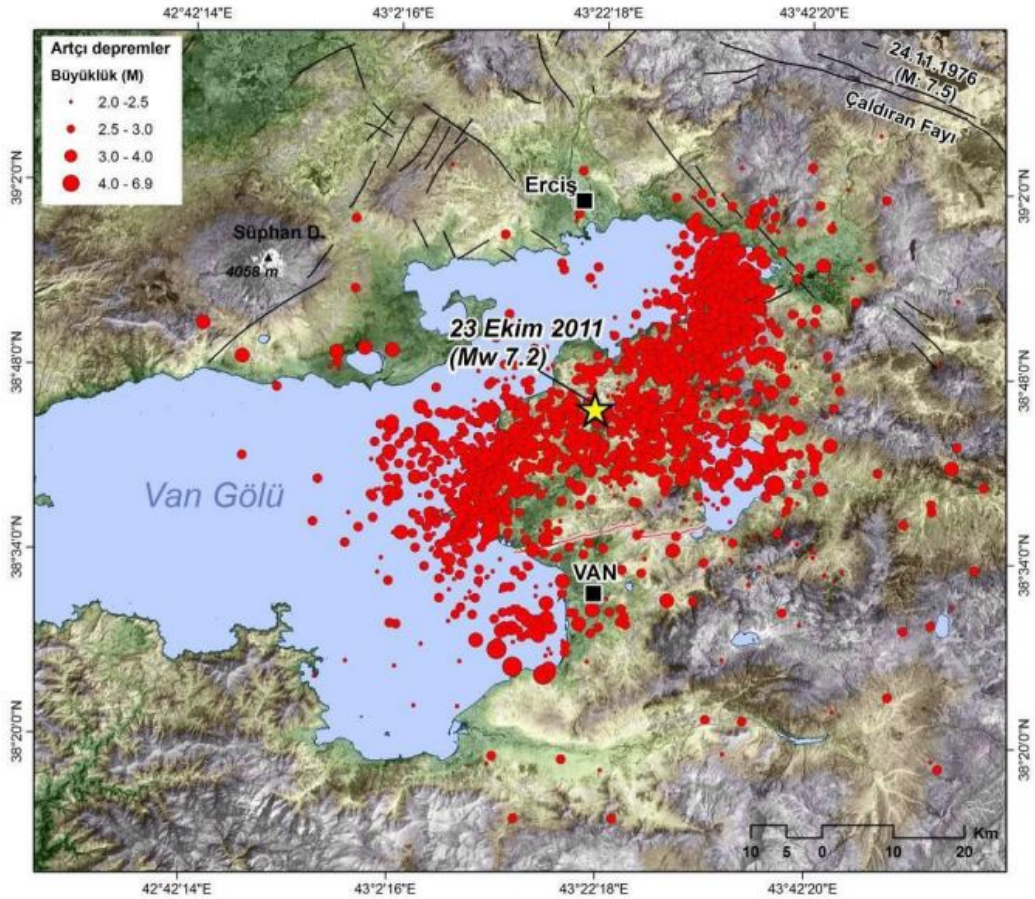 42°42'14"E
43°2'16"E
43°22'18"E
43°42'20"E
Artçı depremler
Büyüklük (M)
2.0 -2.5
2.5 - 3.0
3.0 - 4.0
4.0 - 6.9
24.11.1976
(M: 7.5)
Çaldıran Fayı
39°2'0"N
39°2'0"N
Erciş
Süphan D.
4058 m
23 Ekim 2011
(Mw 7.2)
38°48'0"N
38°48'0"N
Van Gölü
38°34'0"N
38°34'0"N
VAN
38°20'0"N
38°20'0"N
Km
10 5 0 10 20
42°42'14"E
43°2'16"E
43°22'18"E
43°42'20"E